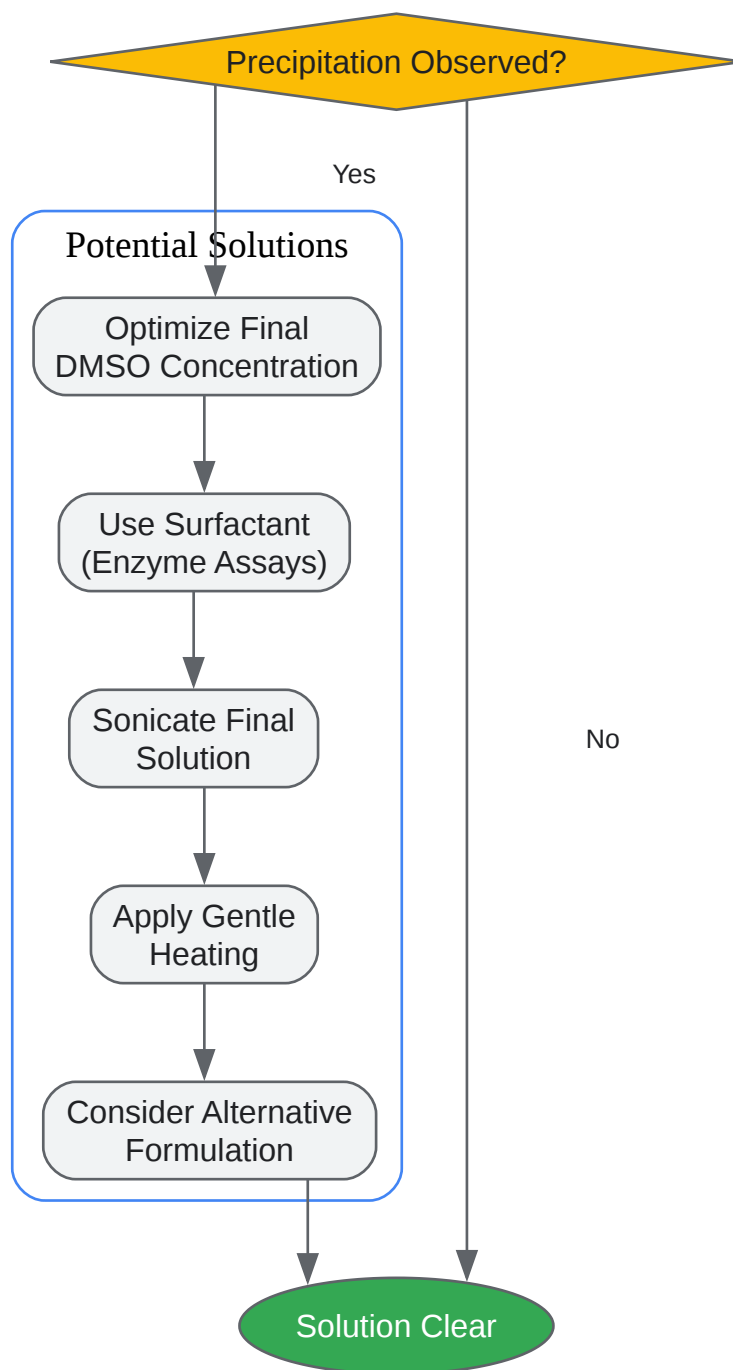 Precipitation Observed?
Yes
Potential Solutions
Optimize Final
DMSO Concentration
Use Surfactant
(Enzyme Assays)
Sonicate Final
Solution
No
Apply Gentle
Heating
Consider Alternative
Formulation
Solution Clear